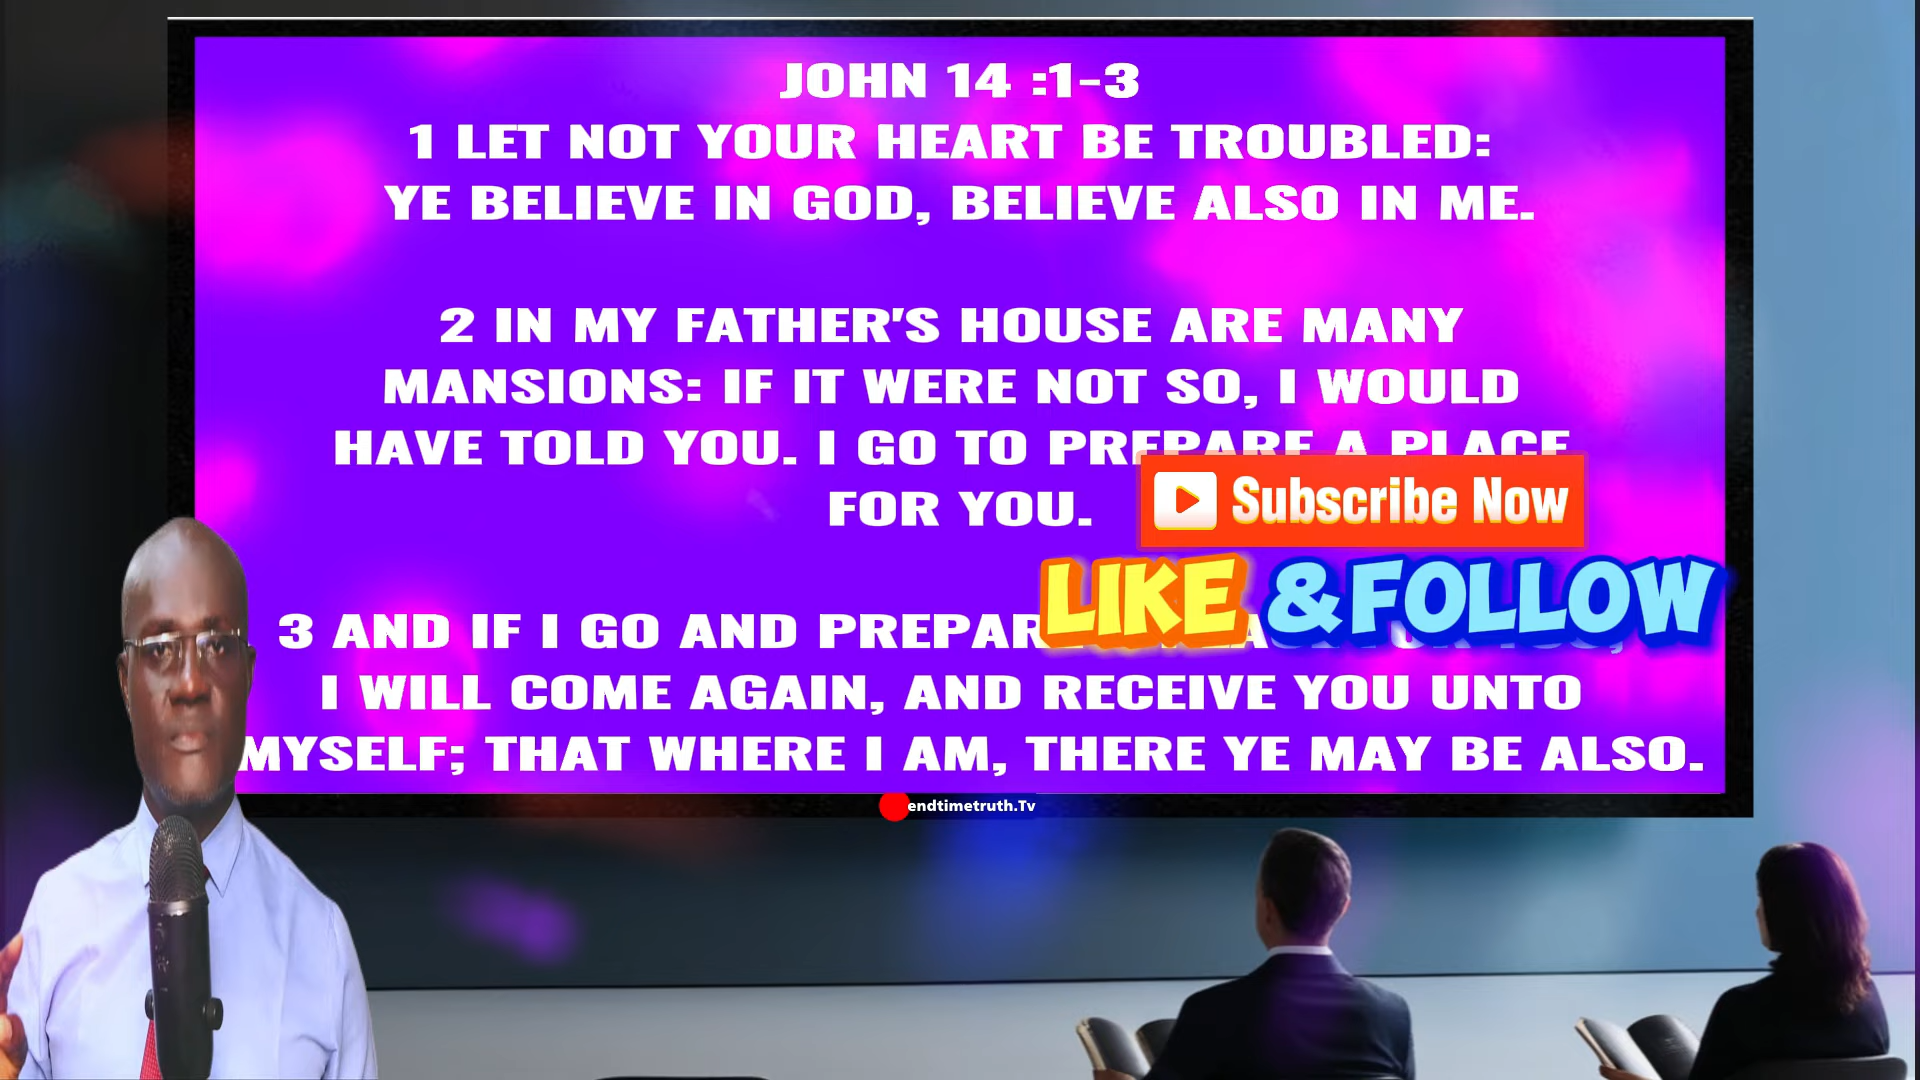 JOHN 14 :1-3
1 LET NOT YOUR HEART BE TROUBLED:
YE BELIEVE IN GOD, BELIEVE ALSO IN ME.
2 IN MY FATHER'S HOUSE ARE MANY
MANSIONS: IF IT WERE NOT SO, I WOULD
HAVE TOLD YOU. I GO TO PREPARE A PLACE
FOR YOU.
Subscribe Now
LIKE & FOLLOW
3 AND IF I GO AND
I WILL COME AGAIN, AND RECEIVE YOU UNTO
MYSELF; THAT WHERE I AM, THERE YE MAY BE ALSO.
endtimetruth.Tv